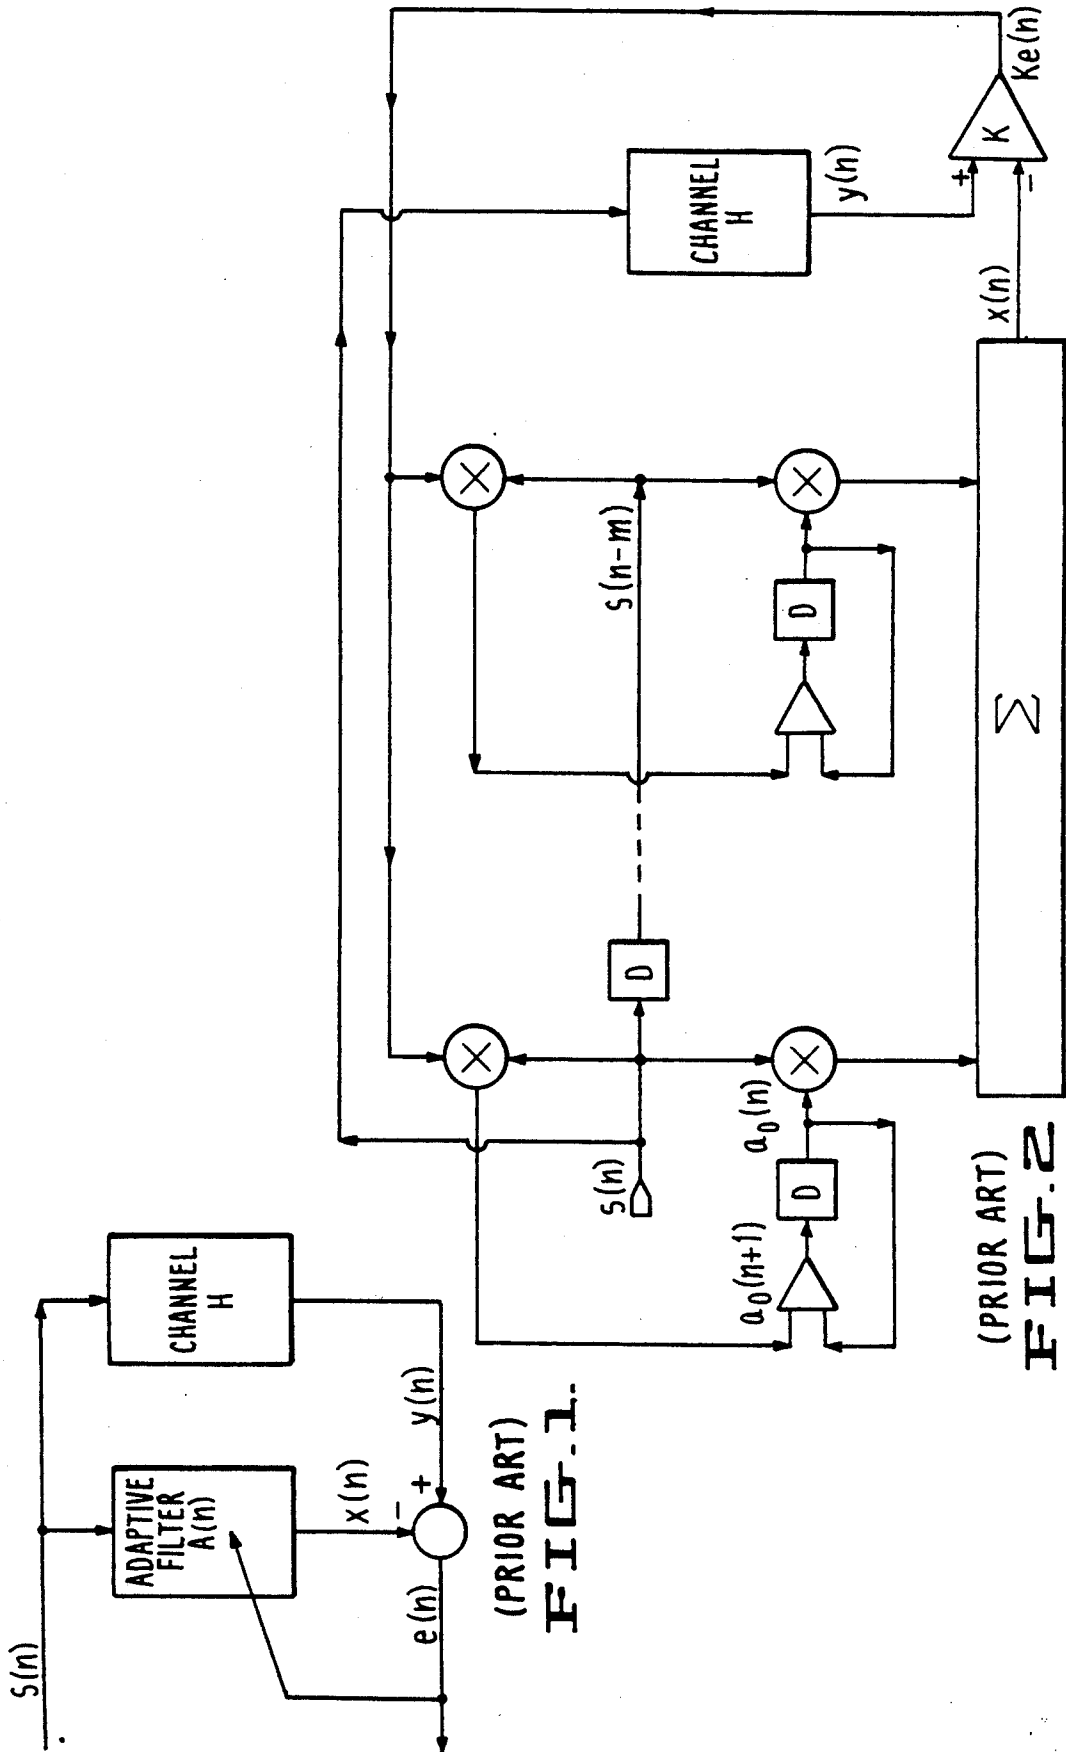 S(n)
ADAPTIVE
FILTER
A(n)
CHANNEL
H
x(n)
y(n)
-
+
e(n)
(PRIOR ART)
FIG. 1.
S(n)
D
S(n-m)
CHANNEL
H
y(n)
a0(n+1)
D
a0(n)
D
Σ
x(n)
+
-
K
Ke(n)
(PRIOR ART)
FIG. 2